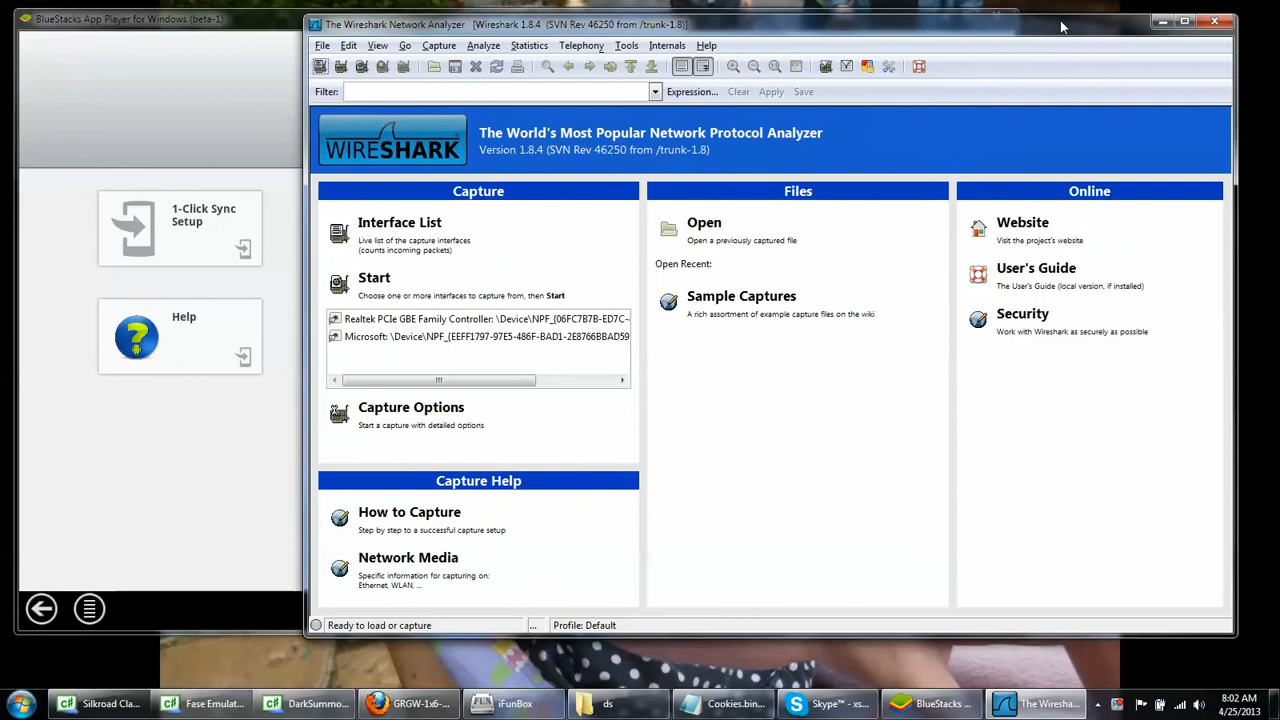 BlueStacks App Player for Windows (beta-1)
1-Click Sync
Setup
Help
The Wireshark Network Analyzer [Wireshark 1.8.4 (SVN Rev 46250 from /trunk-1.8)]
File Edit View Go Capture Analyze Statistics Telephony Tools Internals Help
Filter: Expression... Clear Apply Save
WIRESHARK
The World's Most Popular Network Protocol Analyzer
Version 1.8.4 (SVN Rev 46250 from /trunk-1.8)
Capture
Interface List
Live list of the capture interfaces
(counts incoming packets)
Start
Choose one or more interfaces to capture from, then Start
Realtek PCIe GBE Family Controller: \Device\NPF_{06FC7B7B-ED7C-
Microsoft: \Device\NPF_{EEFF1797-97E5-486F-BAD1-2E8766BBAD59
Capture Options
Start a capture with detailed options
Capture Help
How to Capture
Step by step to a successful capture setup
Network Media
Specific information for capturing on:
Ethernet, WLAN, ...
Files
Open
Open a previously captured file
Open Recent:
Sample Captures
A rich assortment of example capture files on the wiki
Online
Website
Visit the project's website
User's Guide
The User's Guide (local version, if installed)
Security
Work with Wireshark as securely as possible
Ready to load or capture ... Profile: Default
Silkroad Cla... Fase Emulat... DarkSummo... GRGW-1x6-... iFunBox ds Cookies.bin... Skype™ - xs... BlueStacks ... The Wiresha...
8:02 AM
4/25/2013